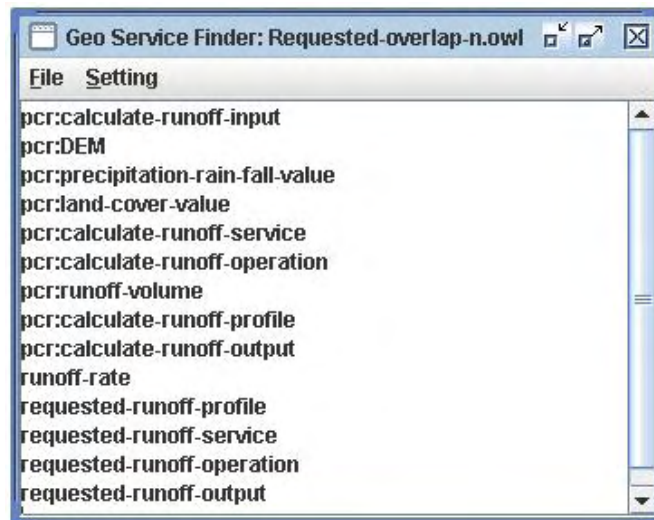 Geo Service Finder: Requested-overlap-n.owl
File Setting
pcr:calculate-runoff-input
pcr:DEM
pcr:precipitation-rain-fall-value
pcr:land-cover-value
pcr:calculate-runoff-service
pcr:calculate-runoff-operation
pcr:runoff-volume
pcr:calculate-runoff-profile
pcr:calculate-runoff-output
runoff-rate
requested-runoff-profile
requested-runoff-service
requested-runoff-operation
requested-runoff-output